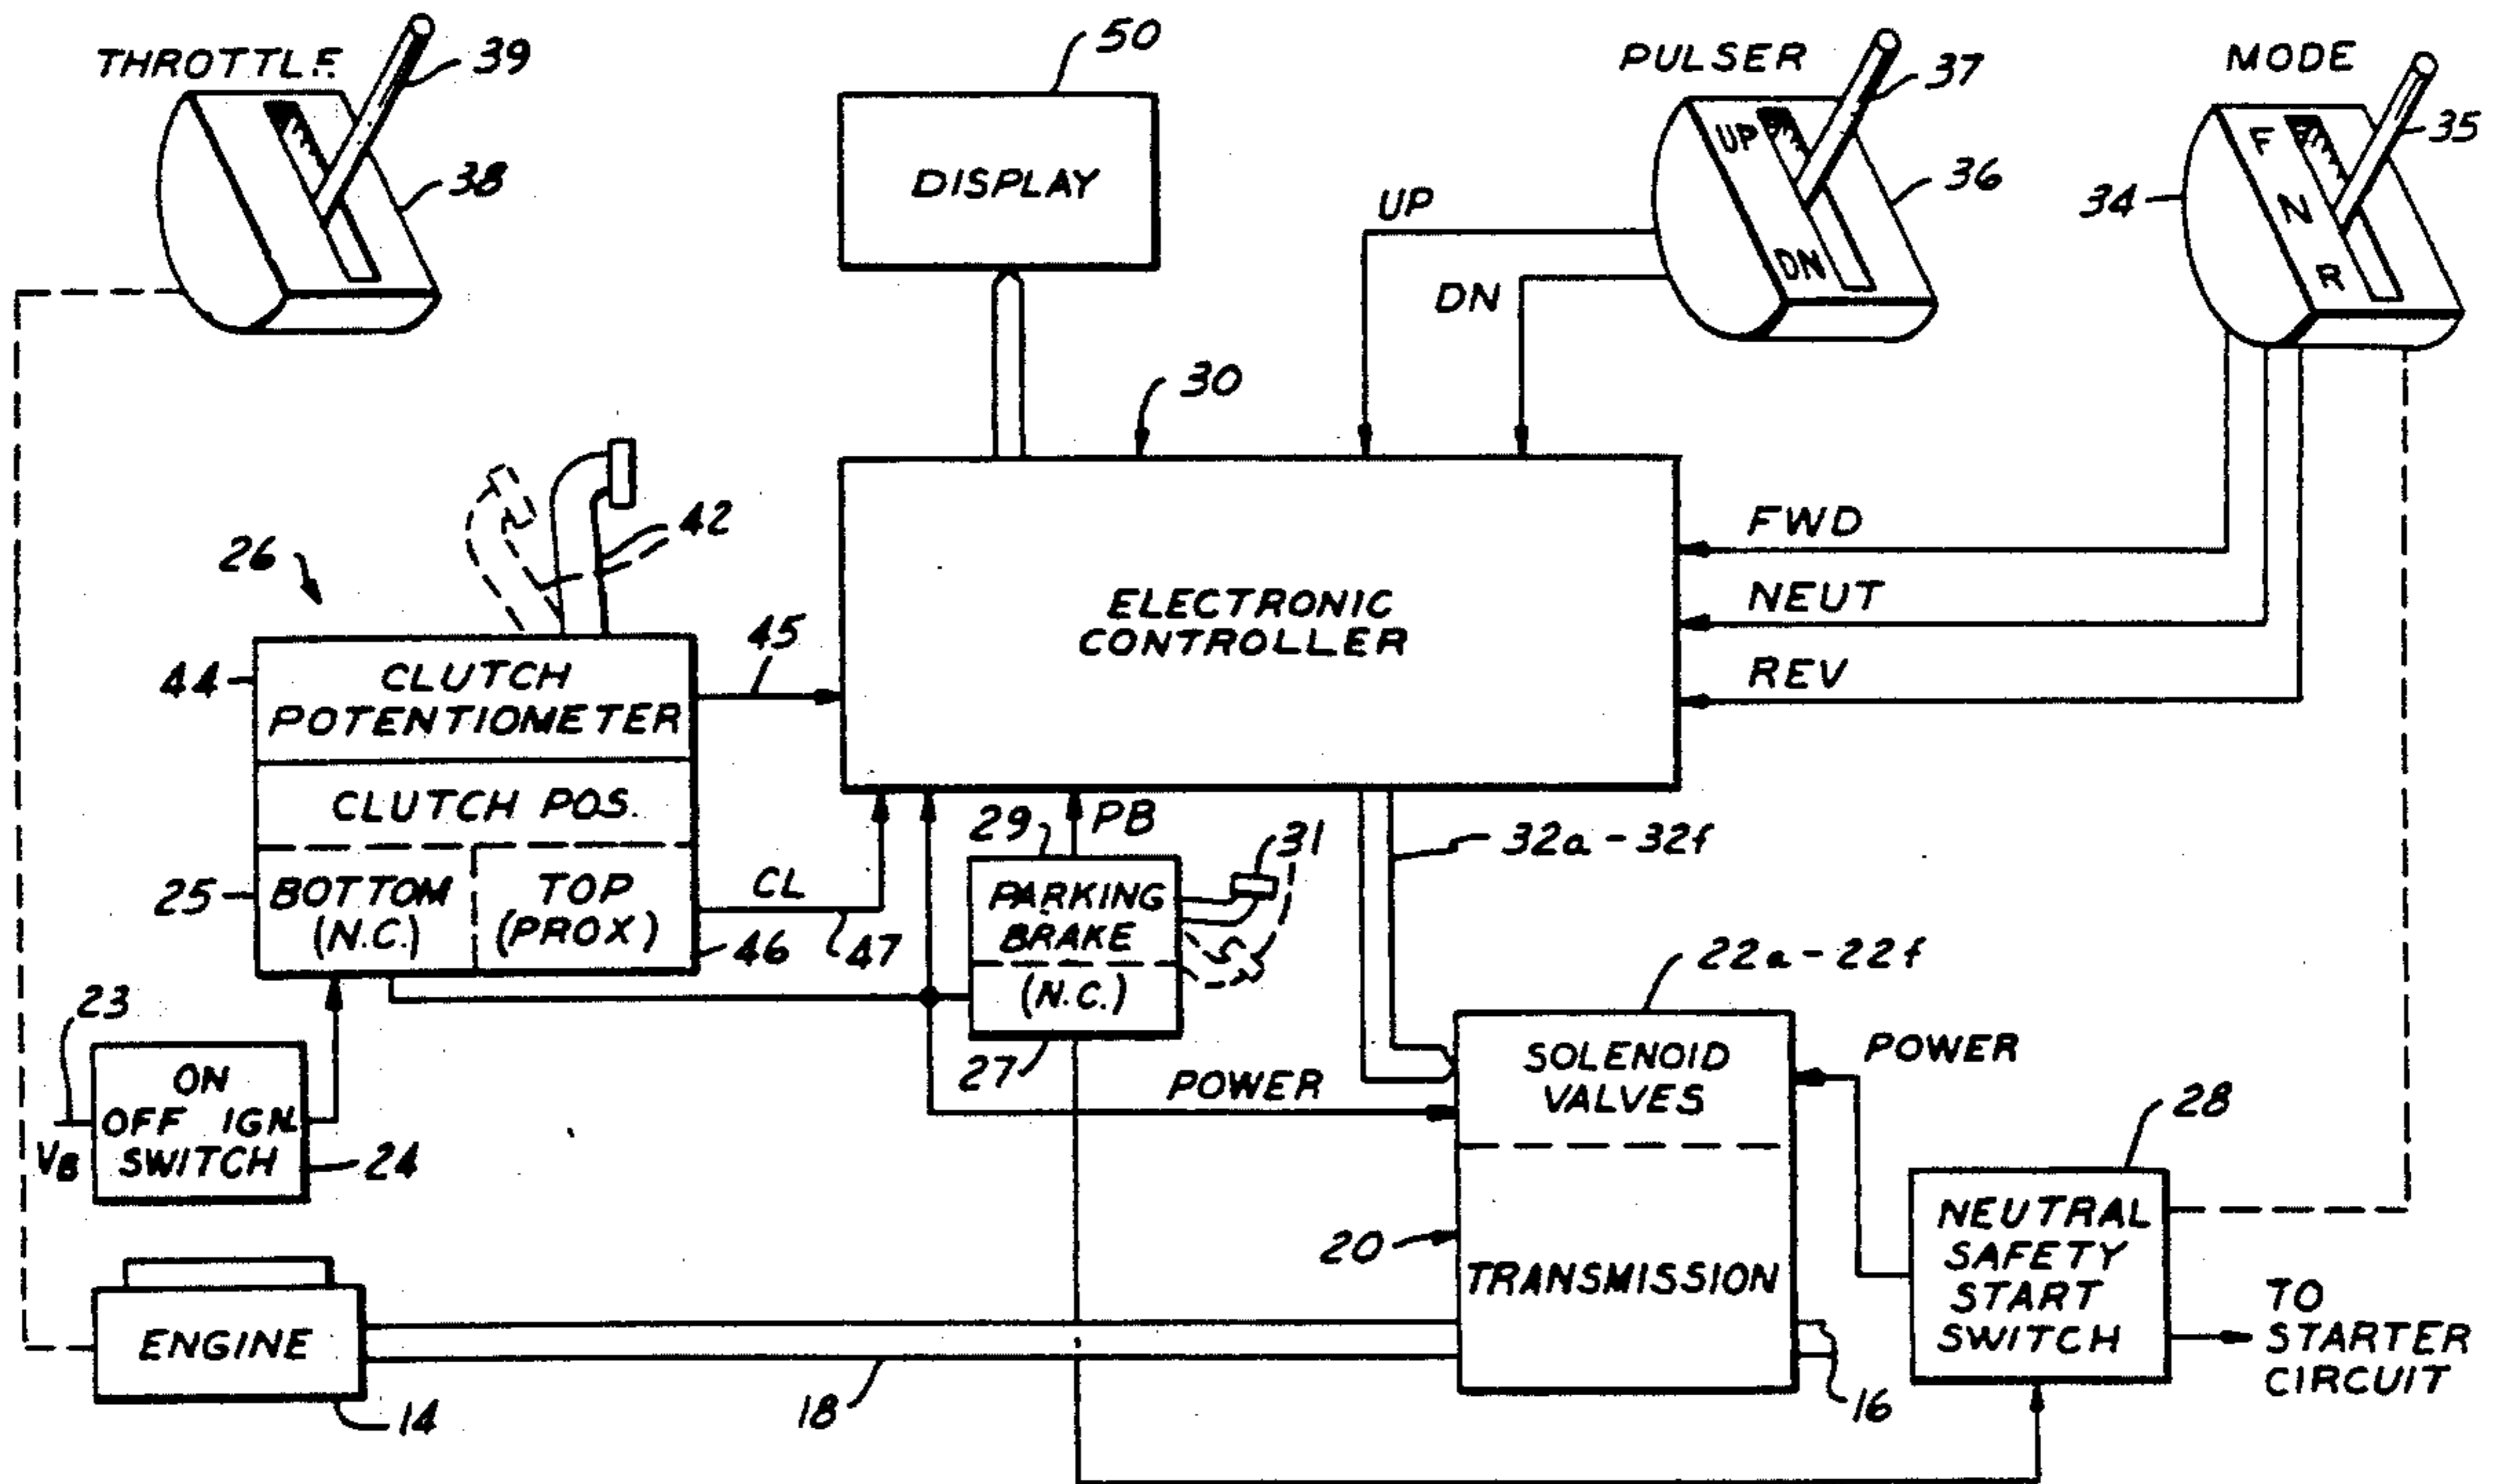 THROTTLE
39
38
50
DISPLAY
PULSER
37
UP
DN
36
UP
DN
MODE
35
34
F
N
R
30
26
42
ELECTRONIC
CONTROLLER
FWD
NEUT
REV
44
CLUTCH
POTENTIOMETER
45
CLUTCH POS.
25
BOTTOM
(N.C.)
TOP
(PROX)
46
CL
47
29
PB
PARKING
BRAKE
(N.C.)
31
27
32a - 32f
22a - 22f
23
VB
ON
OFF IGN.
SWITCH
24
POWER
SOLENOID
VALVES
POWER
28
20
TRANSMISSION
NEUTRAL
SAFETY
START
SWITCH
TO
STARTER
CIRCUIT
ENGINE
14
18
16